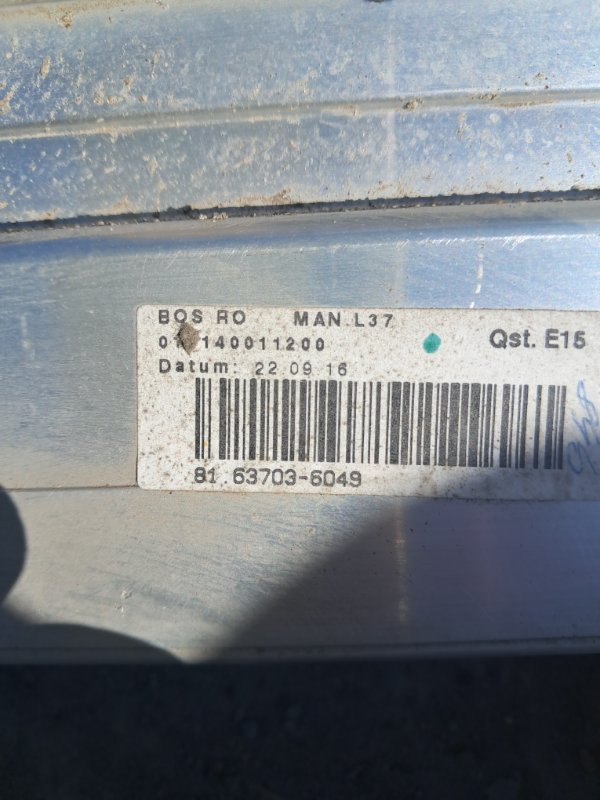 BOS RO MAN L37
140011200
Qst. E15
Datum: 22 09 16
81.63703-6049